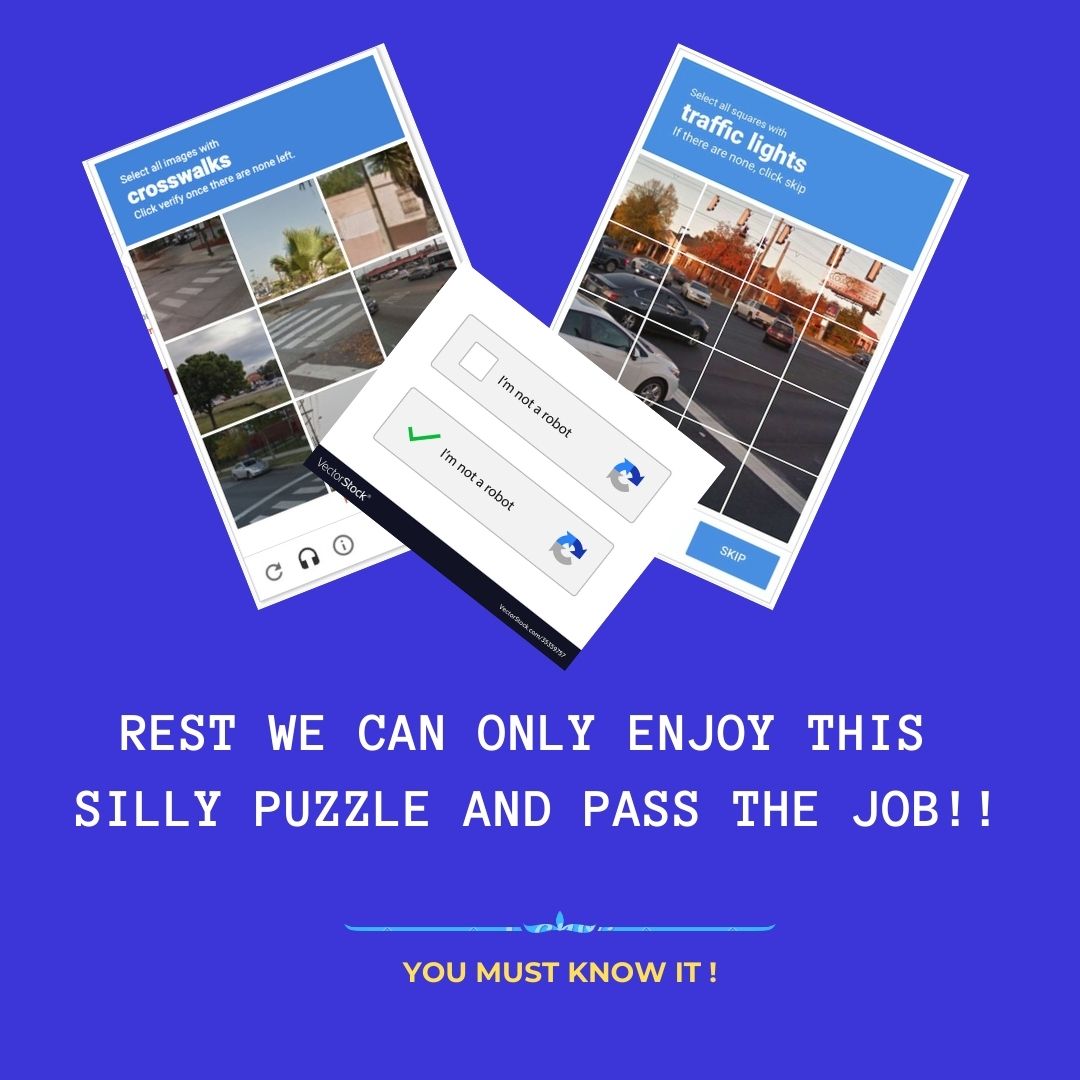 Select all images with
crosswalks
Click verify once there are none left.
Select all squares with
traffic lights
If there are none, click skip
I'm not a robot
I'm not a robot
VectorStock®
VectorStock.com/35359757
SKIP
REST WE CAN ONLY ENJOY THIS
SILLY PUZZLE AND PASS THE JOB!!
YOU MUST KNOW IT !